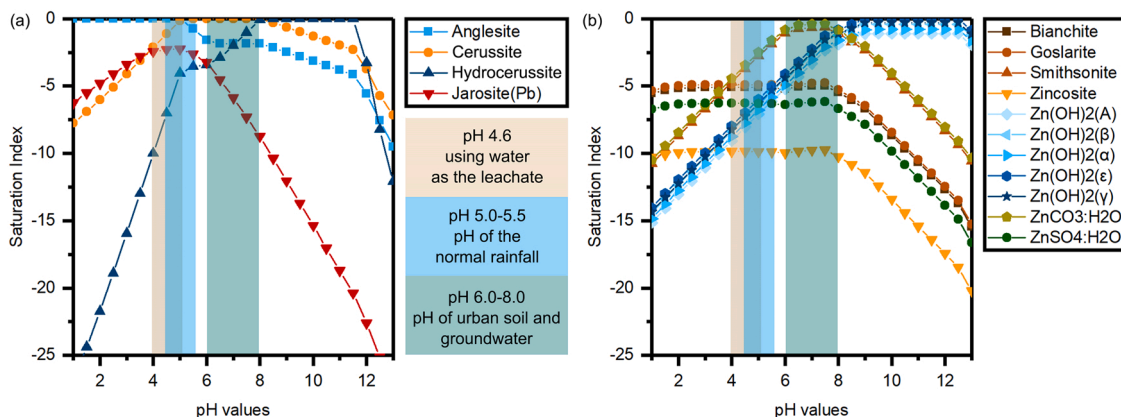 (a)
Saturation Index
0
-5
-10
-15
-20
-25
2 4 6 8 10 12
pH values
Anglesite
Cerussite
Hydrocerussite
Jarosite(Pb)
pH 4.6
using water
as the leachate
pH 5.0-5.5
pH of the
normal rainfall
pH 6.0-8.0
pH of urban soil and
groundwater
(b)
Saturation Index
0
-5
-10
-15
-20
-25
2 4 6 8 10 12
pH values
Bianchite
Goslarite
Smithsonite
Zincosite
Zn(OH)2(A)
Zn(OH)2(β)
Zn(OH)2(α)
Zn(OH)2(ε)
Zn(OH)2(γ)
ZnCO3:H2O
ZnSO4:H2O